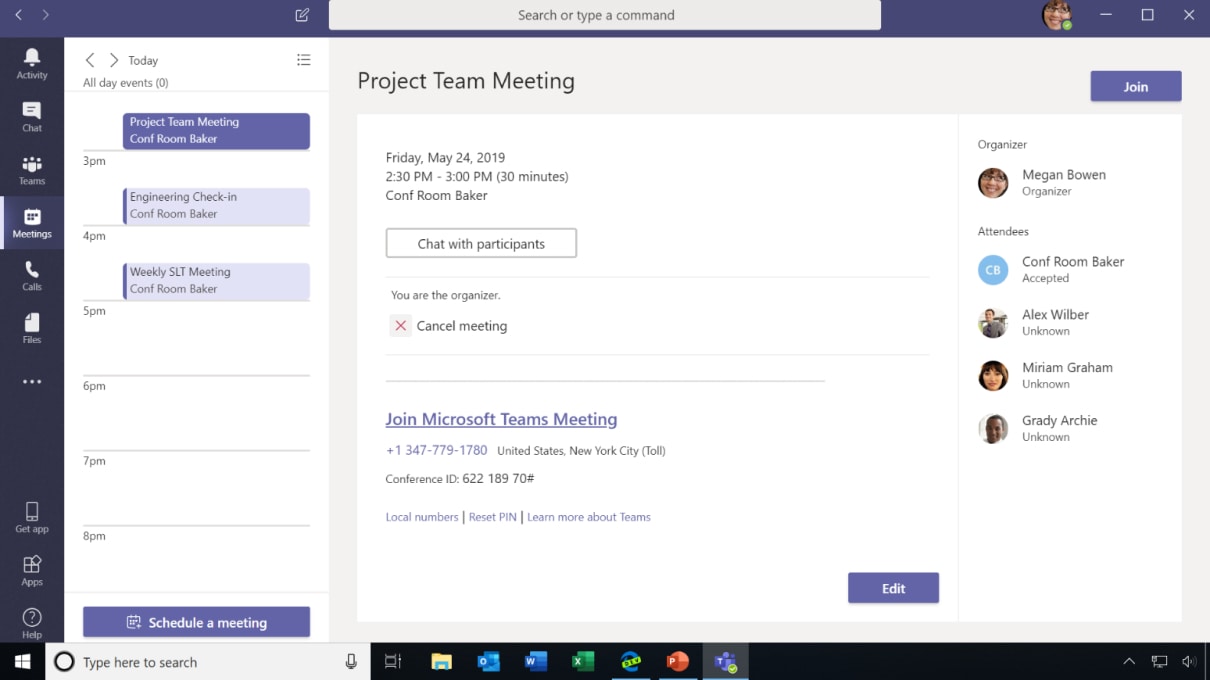 Search or type a command
Activity
Chat
Teams
Meetings
Calls
Files
Get app
Apps
Help
Today
All day events (0)
Project Team Meeting
Conf Room Baker
3pm
Engineering Check-in
Conf Room Baker
4pm
Weekly SLT Meeting
Conf Room Baker
5pm
6pm
7pm
8pm
Schedule a meeting
Project Team Meeting
Join
Friday, May 24, 2019
2:30 PM - 3:00 PM (30 minutes)
Conf Room Baker
Chat with participants
You are the organizer.
Cancel meeting
Join Microsoft Teams Meeting
+1 347-779-1780 United States, New York City (Toll)
Conference ID: 622 189 70#
Local numbers | Reset PIN | Learn more about Teams
Edit
Organizer
Megan Bowen
Organizer
Attendees
CB
Conf Room Baker
Accepted
Alex Wilber
Unknown
Miriam Graham
Unknown
Grady Archie
Unknown
Type here to search